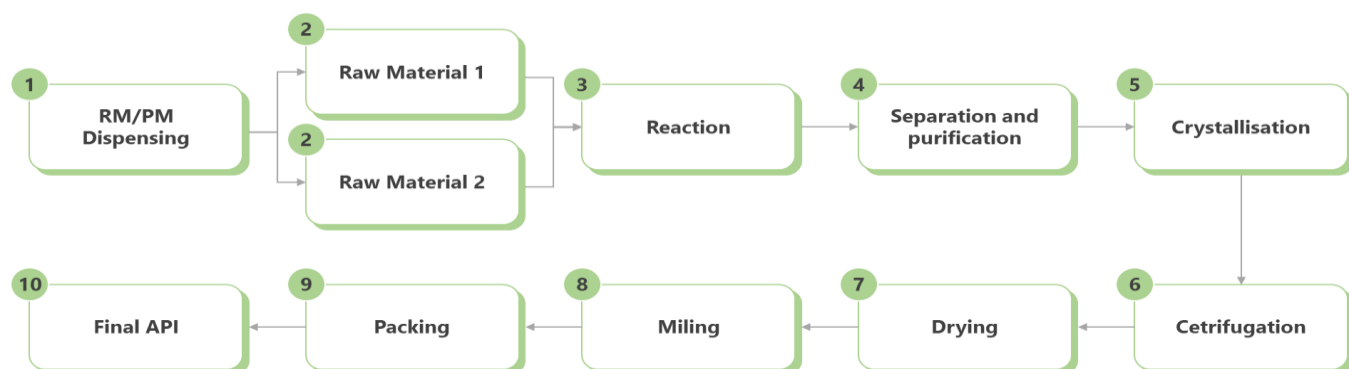 1
RM/PM
Dispensing
2
Raw Material 1
2
Raw Material 2
3
Reaction
4
Separation and
purification
5
Crystallisation
6
Cetrifugation
7
Drying
8
Miling
9
Packing
10
Final API